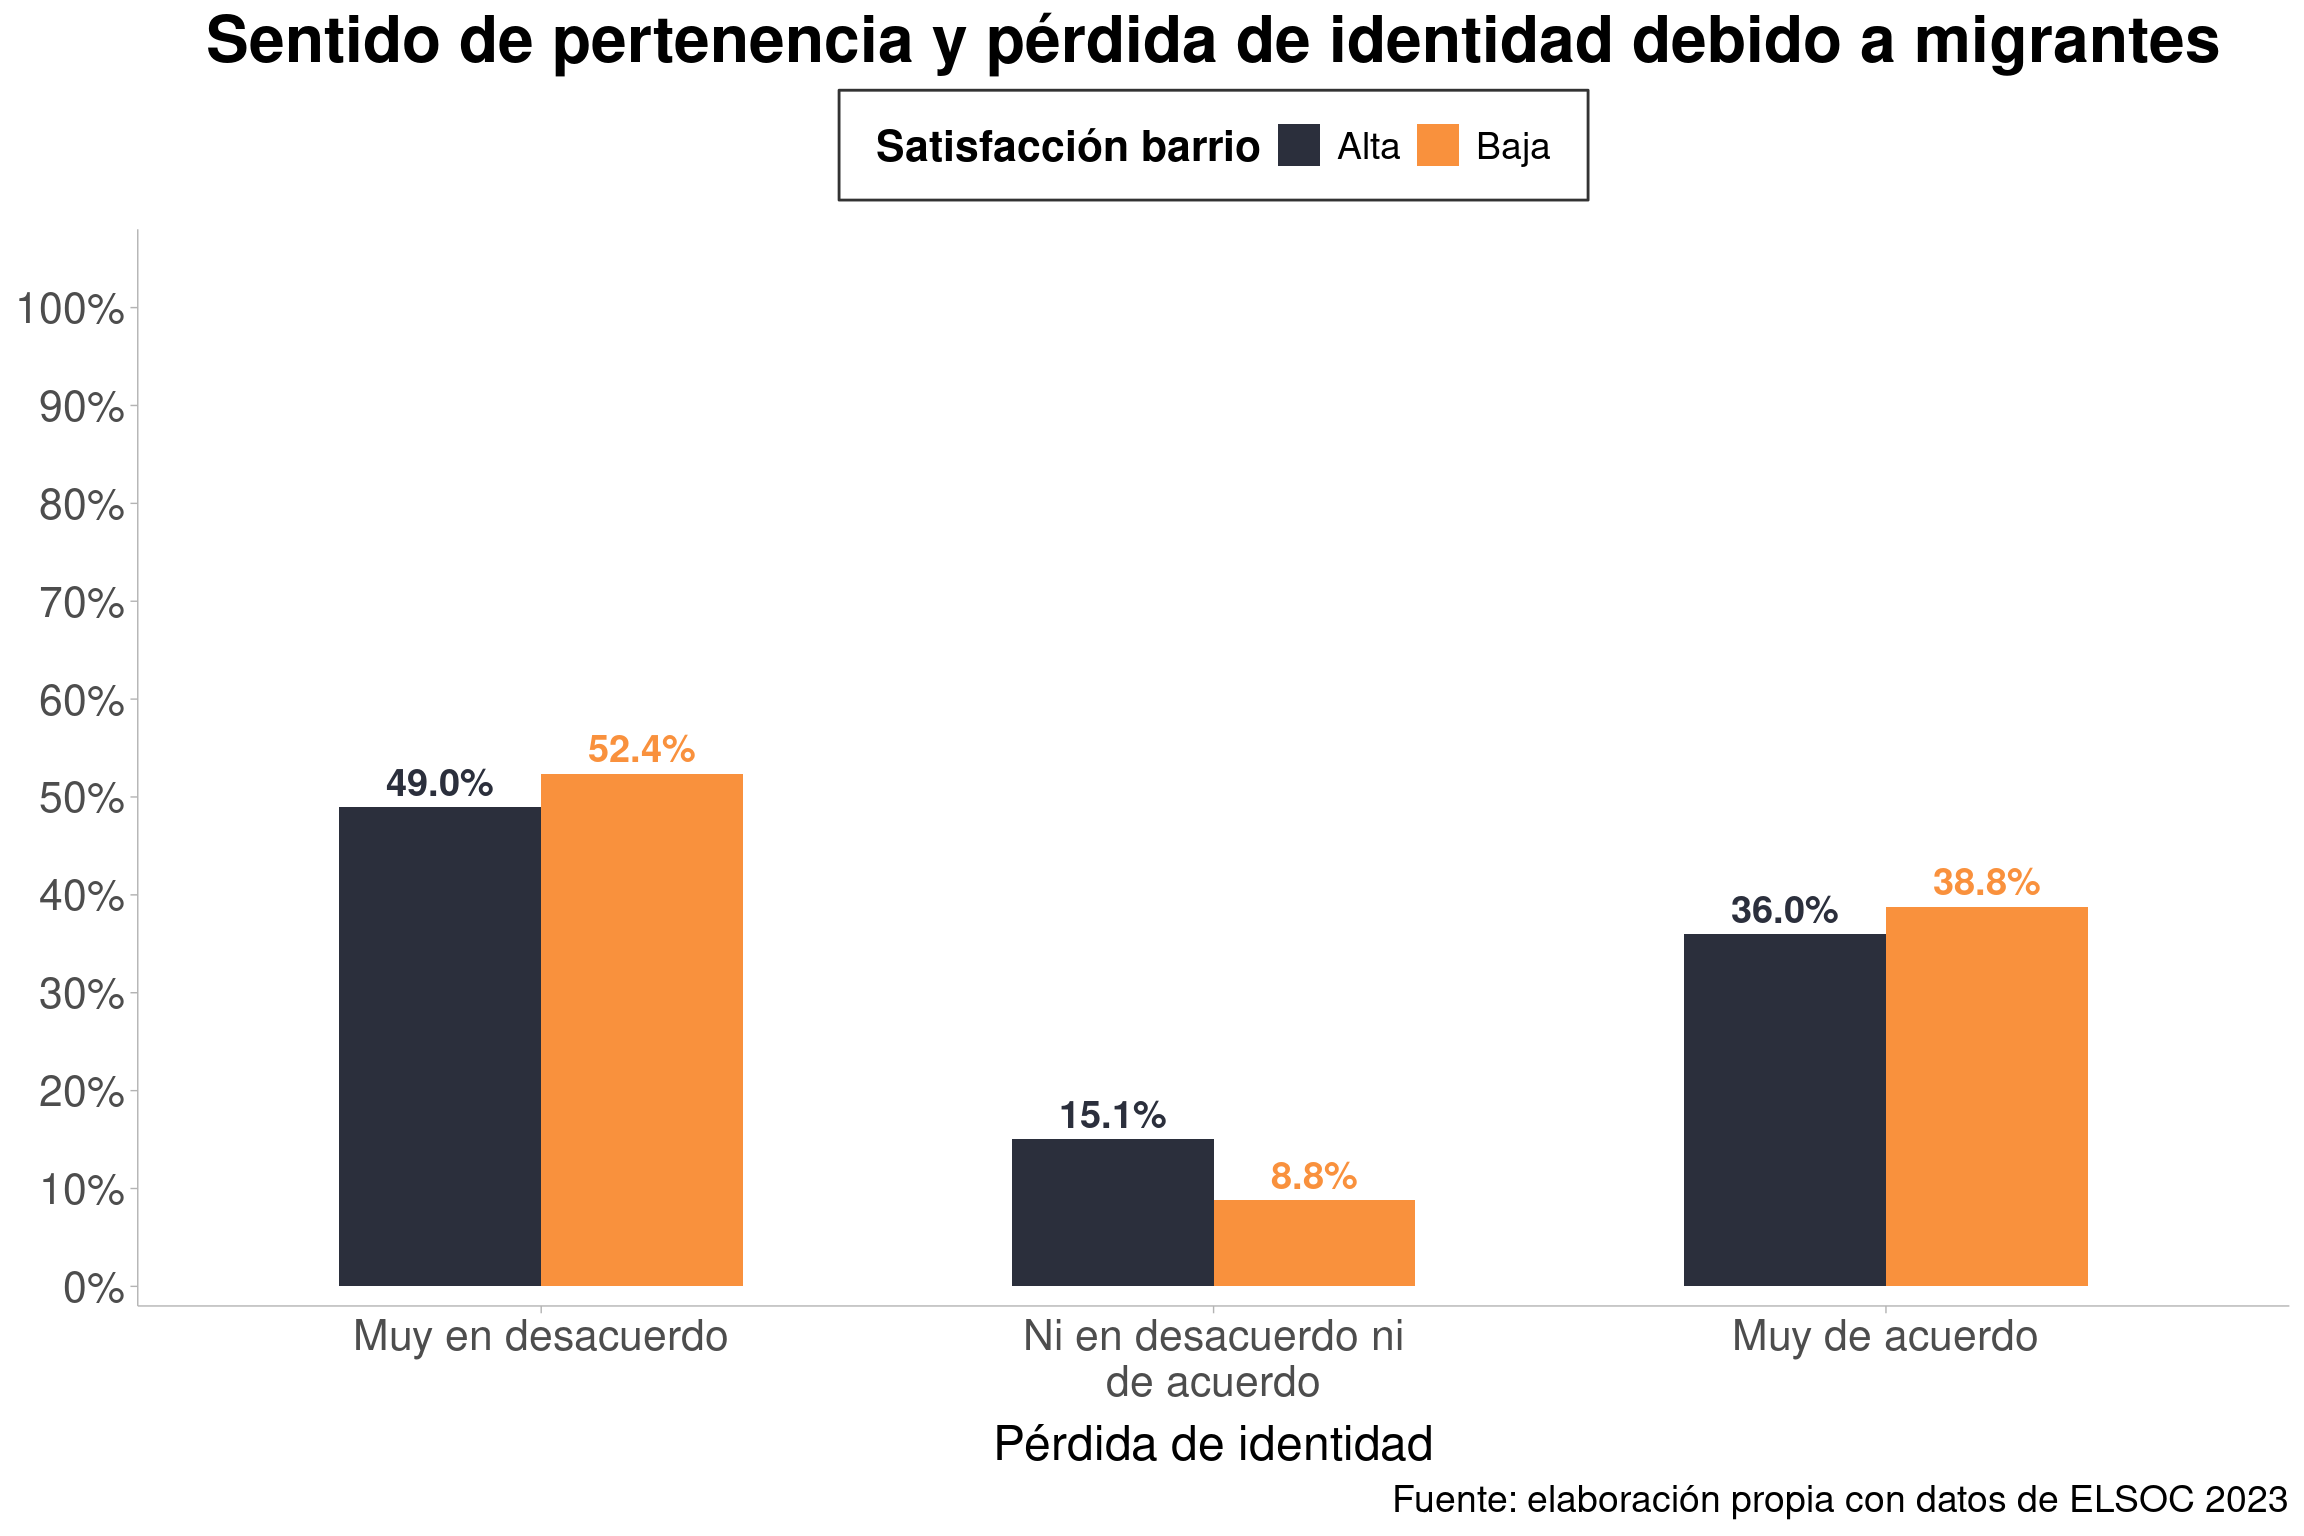 Sentido de pertenencia y pérdida de identidad debido a migrantes
Satisfacción barrio Alta Baja
100%
90%
80%
70%
60%
50%
40%
30%
20%
10%
0%
49.0%
52.4%
15.1%
8.8%
36.0%
38.8%
Muy en desacuerdo
Ni en desacuerdo ni
de acuerdo
Muy de acuerdo
Pérdida de identidad
Fuente: elaboración propia con datos de ELSOC 2023